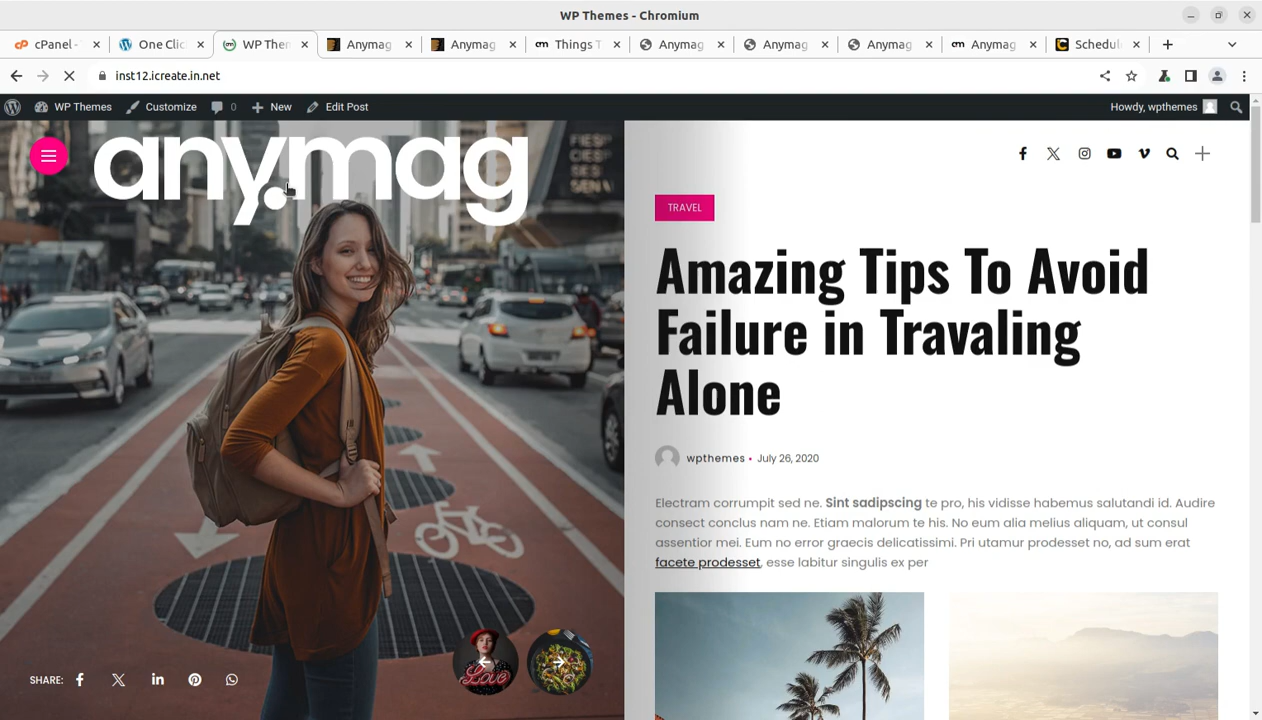 WP Themes - Chromium
cPanel -
One Clic
WP Them
Anymag
Anymag
Things T
Anymag
Anymag
Anymag
Anymag
Schedul
inst12.icreate.in.net
WP Themes
Customize
0
New
Edit Post
Howdy, wpthemes
anymag
TRAVEL
Amazing Tips To Avoid
Failure in Travaling
Alone
wpthemes • July 26, 2020
Electram corrumpit sed ne. Sint sadipscing te pro, his vidisse habemus salutandi id. Audire
consect conclus nam ne. Etiam malorum te his. No eum alia melius aliquam, ut consul
assentior mei. Eum no error graecis delicatissimi. Pri utamur prodesset no, ad sum erat
facete prodesset, esse labitur singulis ex per
LOVE
SHARE: